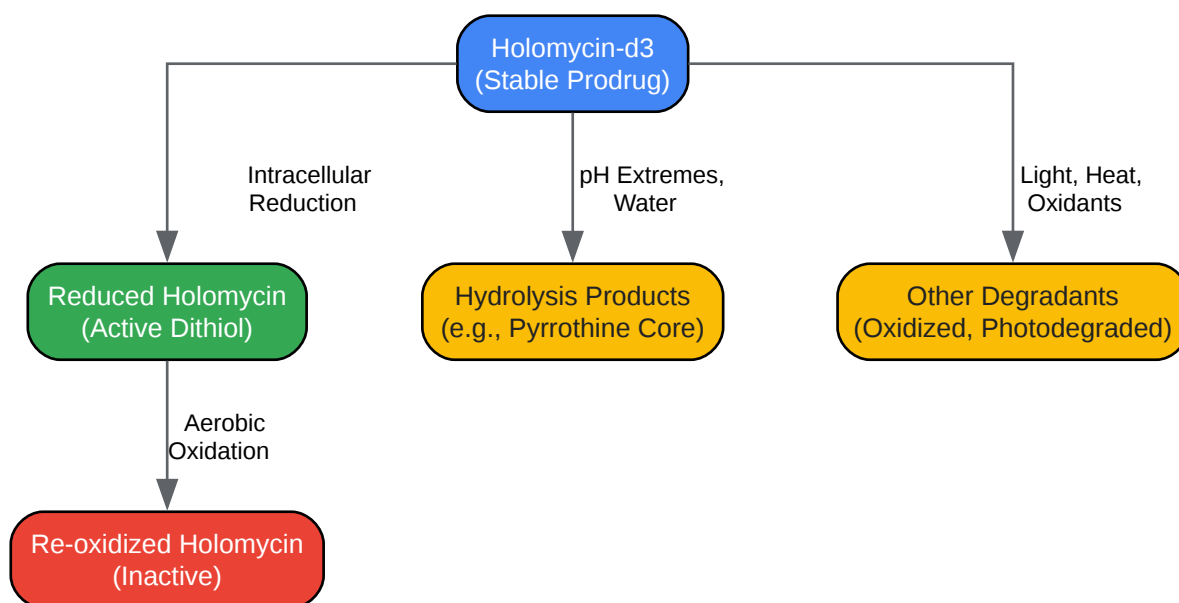 Holomycin-d3
(Stable Prodrug)
Intracellular
Reduction
pH Extremes,
Water
Light, Heat,
Oxidants
Reduced Holomycin
(Active Dithiol)
Hydrolysis Products
(e.g., Pyrrothine Core)
Other Degradants
(Oxidized, Photodegraded)
Aerobic
Oxidation
Re-oxidized Holomycin
(Inactive)